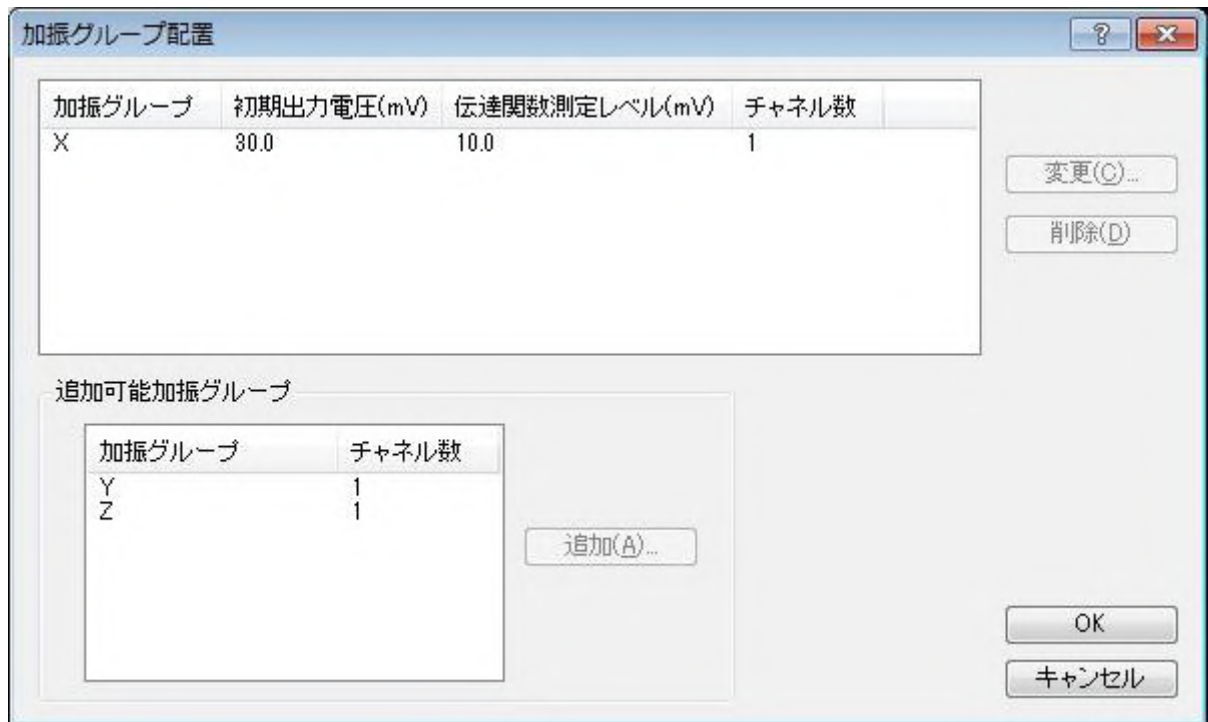 加振グループ配置
加振グループ 初期出力電圧(mV) 伝達関数測定レベル(mV) チャネル数
X 30.0 10.0 1
変更(C)...
削除(D)
追加可能加振グループ
加振グループ チャネル数
Y 1
Z 1
追加(A)...
OK
キャンセル